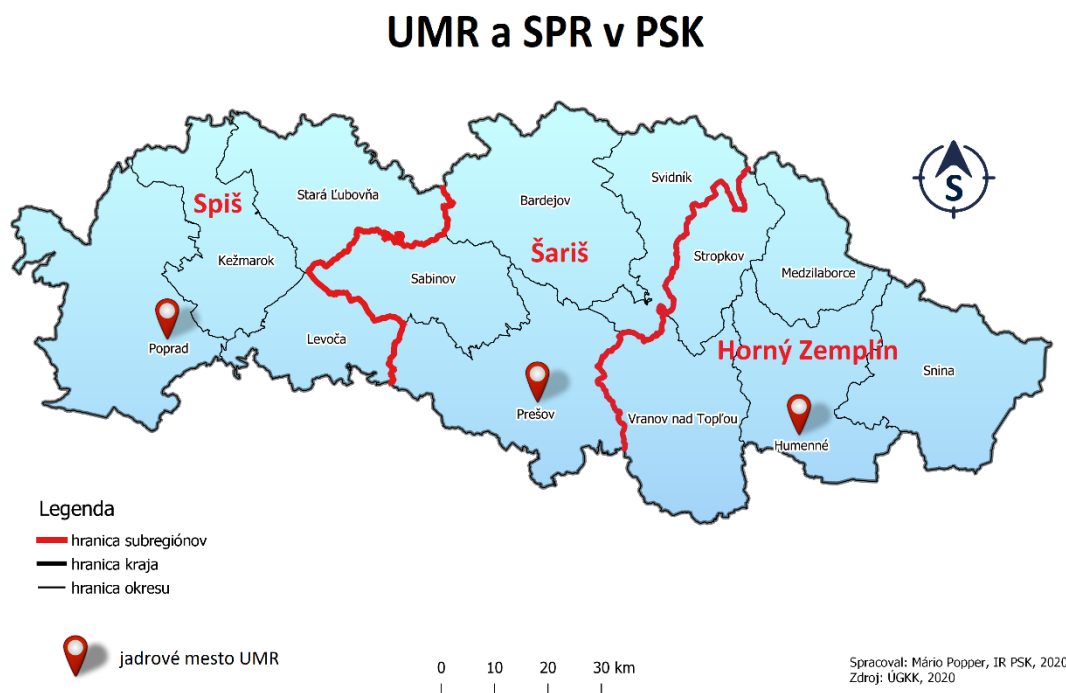 UMR a SPR v PSK
Svidník
Stará Ľubovňa
Bardejov
Spiš
S
Šariš
Stropkov
Kežmarok
Sabinov
Medzilaborce
Levoča
Poprad
Horný Zemplín
Snina
Prešov
Vranov nad Topľou
Humenné
Legenda
hranica subregiónov
hranica kraja
hranica okresu
jadrové mesto UMR
0 10 20 30 km
Spracoval: Mário Popper, IR PSK, 2020
Zdroj: ÚGKK, 2020